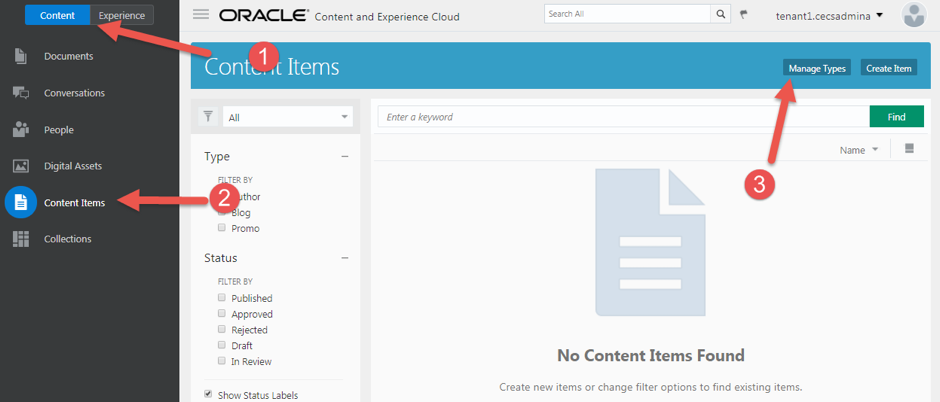 Content Experience
ORACLE Content and Experience Cloud
Search All
tenant1.cecsadmina
1
Documents
Conversations
People
Digital Assets
Content Items
Collections
Content Items
Manage Types
Create Item
All
Enter a keyword
Find
Name
3
Type
FILTER BY
2
Author
Blog
Promo
Status
FILTER BY
Published
Approved
Rejected
Draft
In Review
Show Status Labels
No Content Items Found
Create new items or change filter options to find existing items.